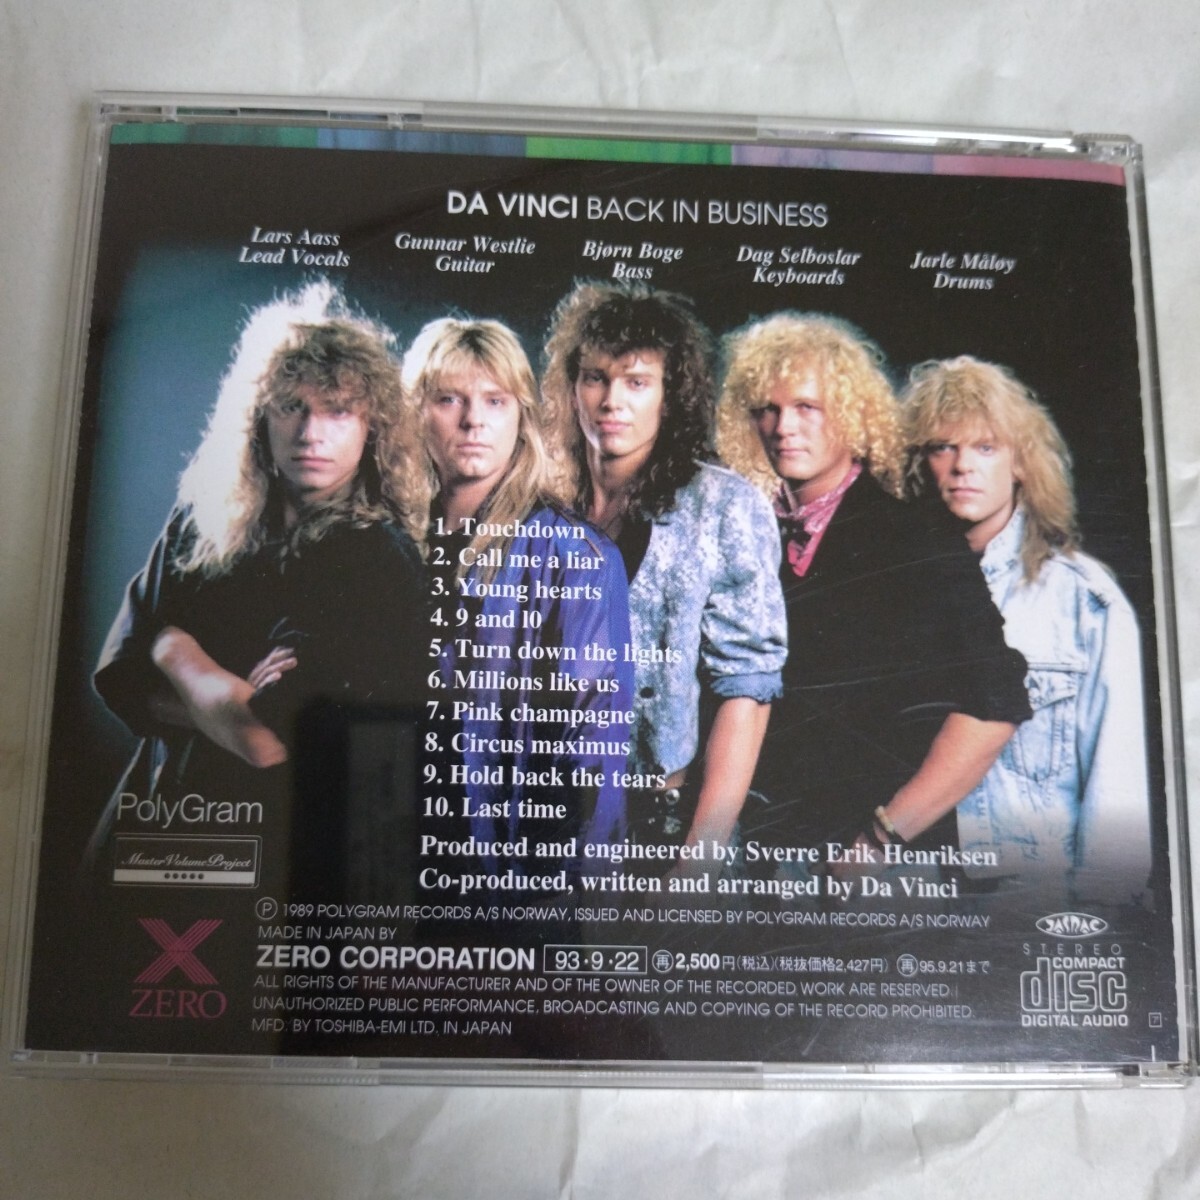 DA VINCI BACK IN BUSINESS
Lars Aass
Lead Vocals
Gunnar Westlie
Guitar
Bjørn Boge
Bass
Dag Selboslar
Keyboards
Jarle Måløy
Drums
1. Touchdown
2. Call me a liar
3. Young hearts
4. 9 and l0
5. Turn down the lights
6. Millions like us
7. Pink champagne
8. Circus maximus
9. Hold back the tears
10. Last time
Produced and engineered by Sverre Erik Henriksen
Co-produced, written and arranged by Da Vinci
PolyGram
Master Volume Project
Ⓟ 1989 POLYGRAM RECORDS A/S NORWAY, ISSUED AND LICENSED BY POLYGRAM RECORDS A/S NORWAY
MADE IN JAPAN BY
ZERO CORPORATION 93・9・22 再2,500円(税込)(税抜価格2,427円) 再95.9.21まで
ALL RIGHTS OF THE MANUFACTURER AND OF THE OWNER OF THE RECORDED WORK ARE RESERVED
UNAUTHORIZED PUBLIC PERFORMANCE, BROADCASTING AND COPYING OF THE RECORD PROHIBITED.
MFD. BY TOSHIBA-EMI LTD, IN JAPAN
X
ZERO
JASRAC
STEREO
COMPACT
disc
DIGITAL AUDIO
ア